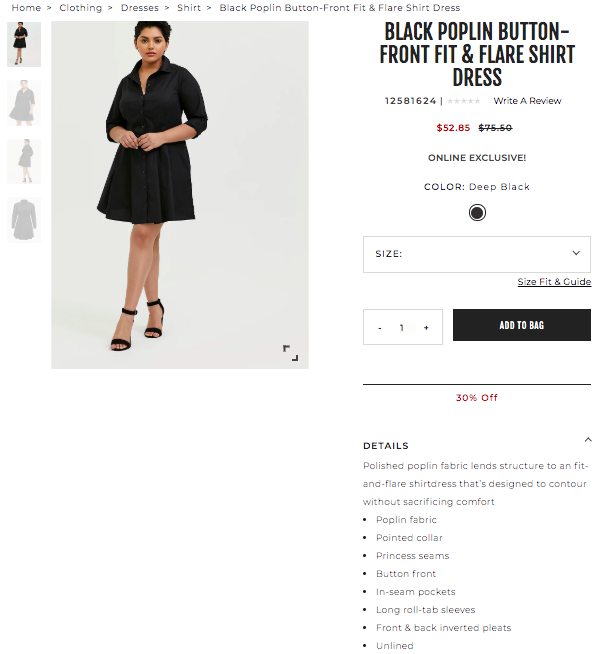 Home > Clothing > Dresses > Shirt > Black Poplin Button-Front Fit & Flare Shirt Dress
BLACK POPLIN BUTTON-
FRONT FIT & FLARE SHIRT
DRESS
12581624 | ★★★★★ Write A Review
$52.85 $75.50
ONLINE EXCLUSIVE!
COLOR: Deep Black
SIZE:
Size Fit & Guide
- 1 +
ADD TO BAG
30% Off
DETAILS
Polished poplin fabric lends structure to an fit-
and-flare shirtdress that's designed to contour
without sacrificing comfort
• Poplin fabric
• Pointed collar
• Princess seams
• Button front
• In-seam pockets
• Long roll-tab sleeves
• Front & back inverted pleats
• Unlined